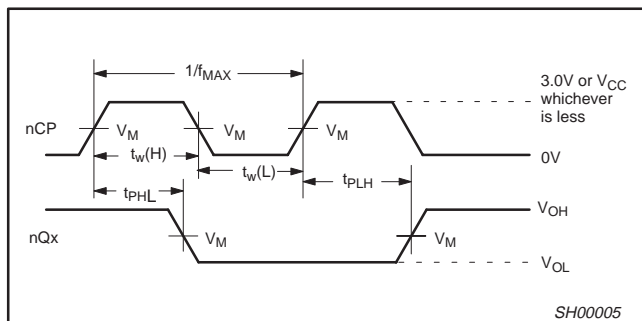 1/fMAX
3.0V or VCC
whichever
is less
nCP
VM
VM
VM
0V
tw(H)
tw(L)
tPHL
tPLH
VOH
nQx
VM
VM
VOL
SH00005